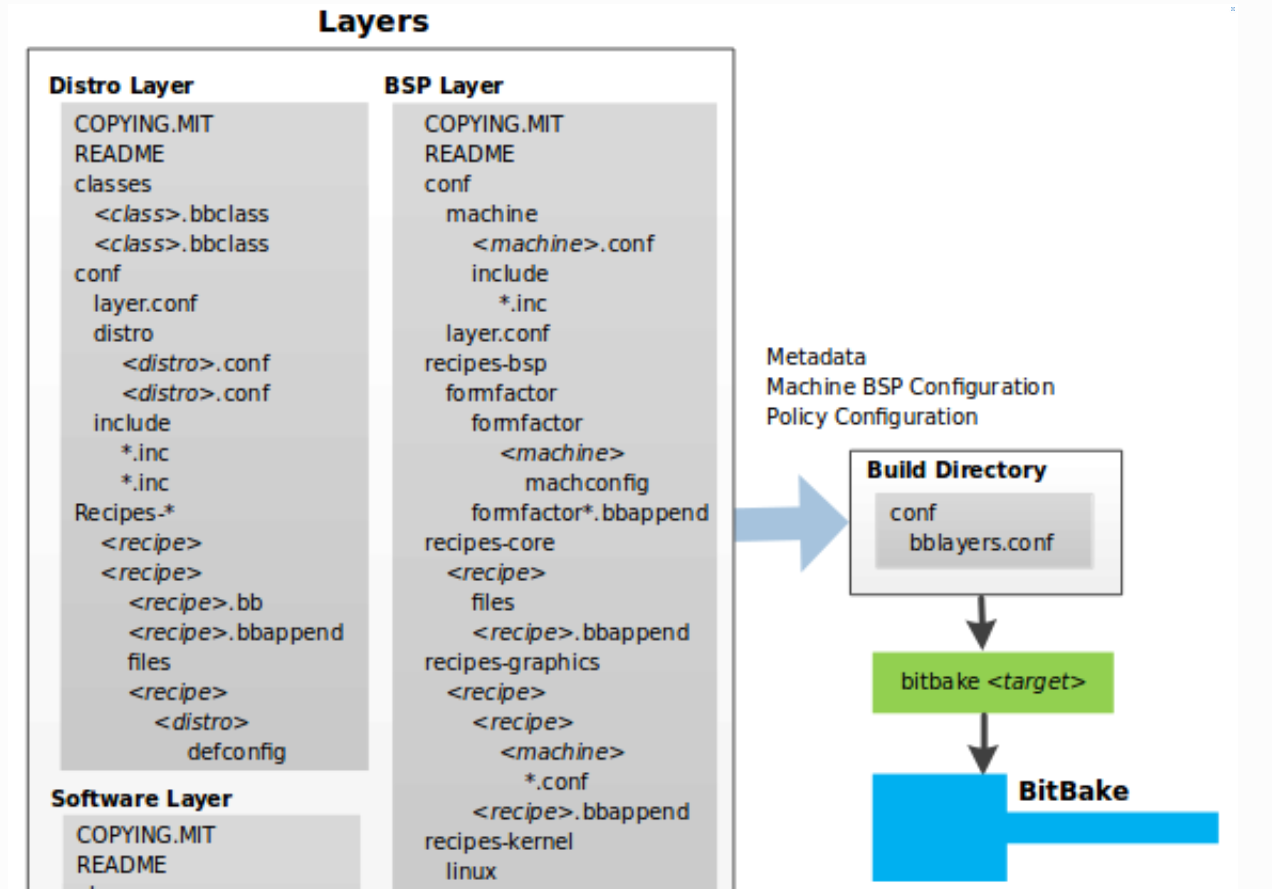 Layers
Distro Layer
COPYING.MIT
README
classes
<class>.bbclass
<class>.bbclass
conf
layer.conf
distro
<distro>.conf
<distro>.conf
include
*.inc
*.inc
Recipes-*
<recipe>
<recipe>
<recipe>.bb
<recipe>.bbappend
files
<recipe>
<distro>
defconfig
Software Layer
COPYING.MIT
README
BSP Layer
COPYING.MIT
README
conf
machine
<machine>.conf
include
*.inc
layer.conf
recipes-bsp
formfactor
formfactor
<machine>
machconfig
formfactor*.bbappend
recipes-core
<recipe>
files
<recipe>.bbappend
recipes-graphics
<recipe>
<recipe>
<machine>
*.conf
<recipe>.bbappend
recipes-kernel
linux
Metadata
Machine BSP Configuration
Policy Configuration
Build Directory
conf
bblayers.conf
bitbake <target>
BitBake